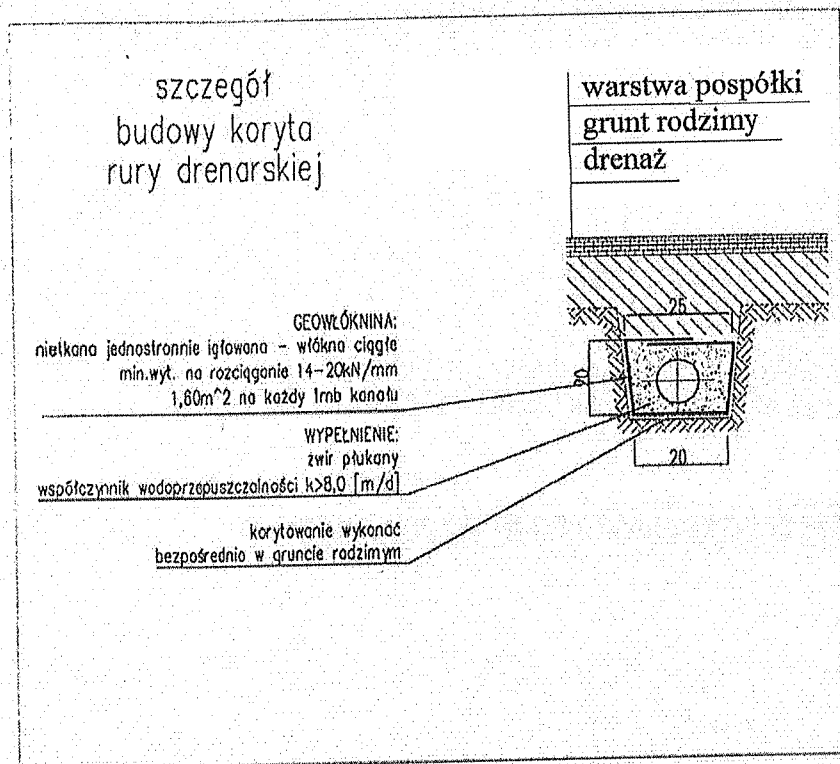 szczegół
budowy koryta
rury drenarskiej
warstwa pospółki
grunt rodzimy
drenaż
25
GEOWŁÓKNINA:
nietkana jednostronnie igłowana - włókna ciągłe
min.wyt. na rozciąganie 14-20kN/mm
1,60m^2 na każdy 1mb kanału
20
WYPEŁNIENIE:
żwir płukany
współczynnik wodoprzepuszczalności k>8,0 [m/d]
20
korytowanie wykonać
bezpośrednio w gruncie rodzimym